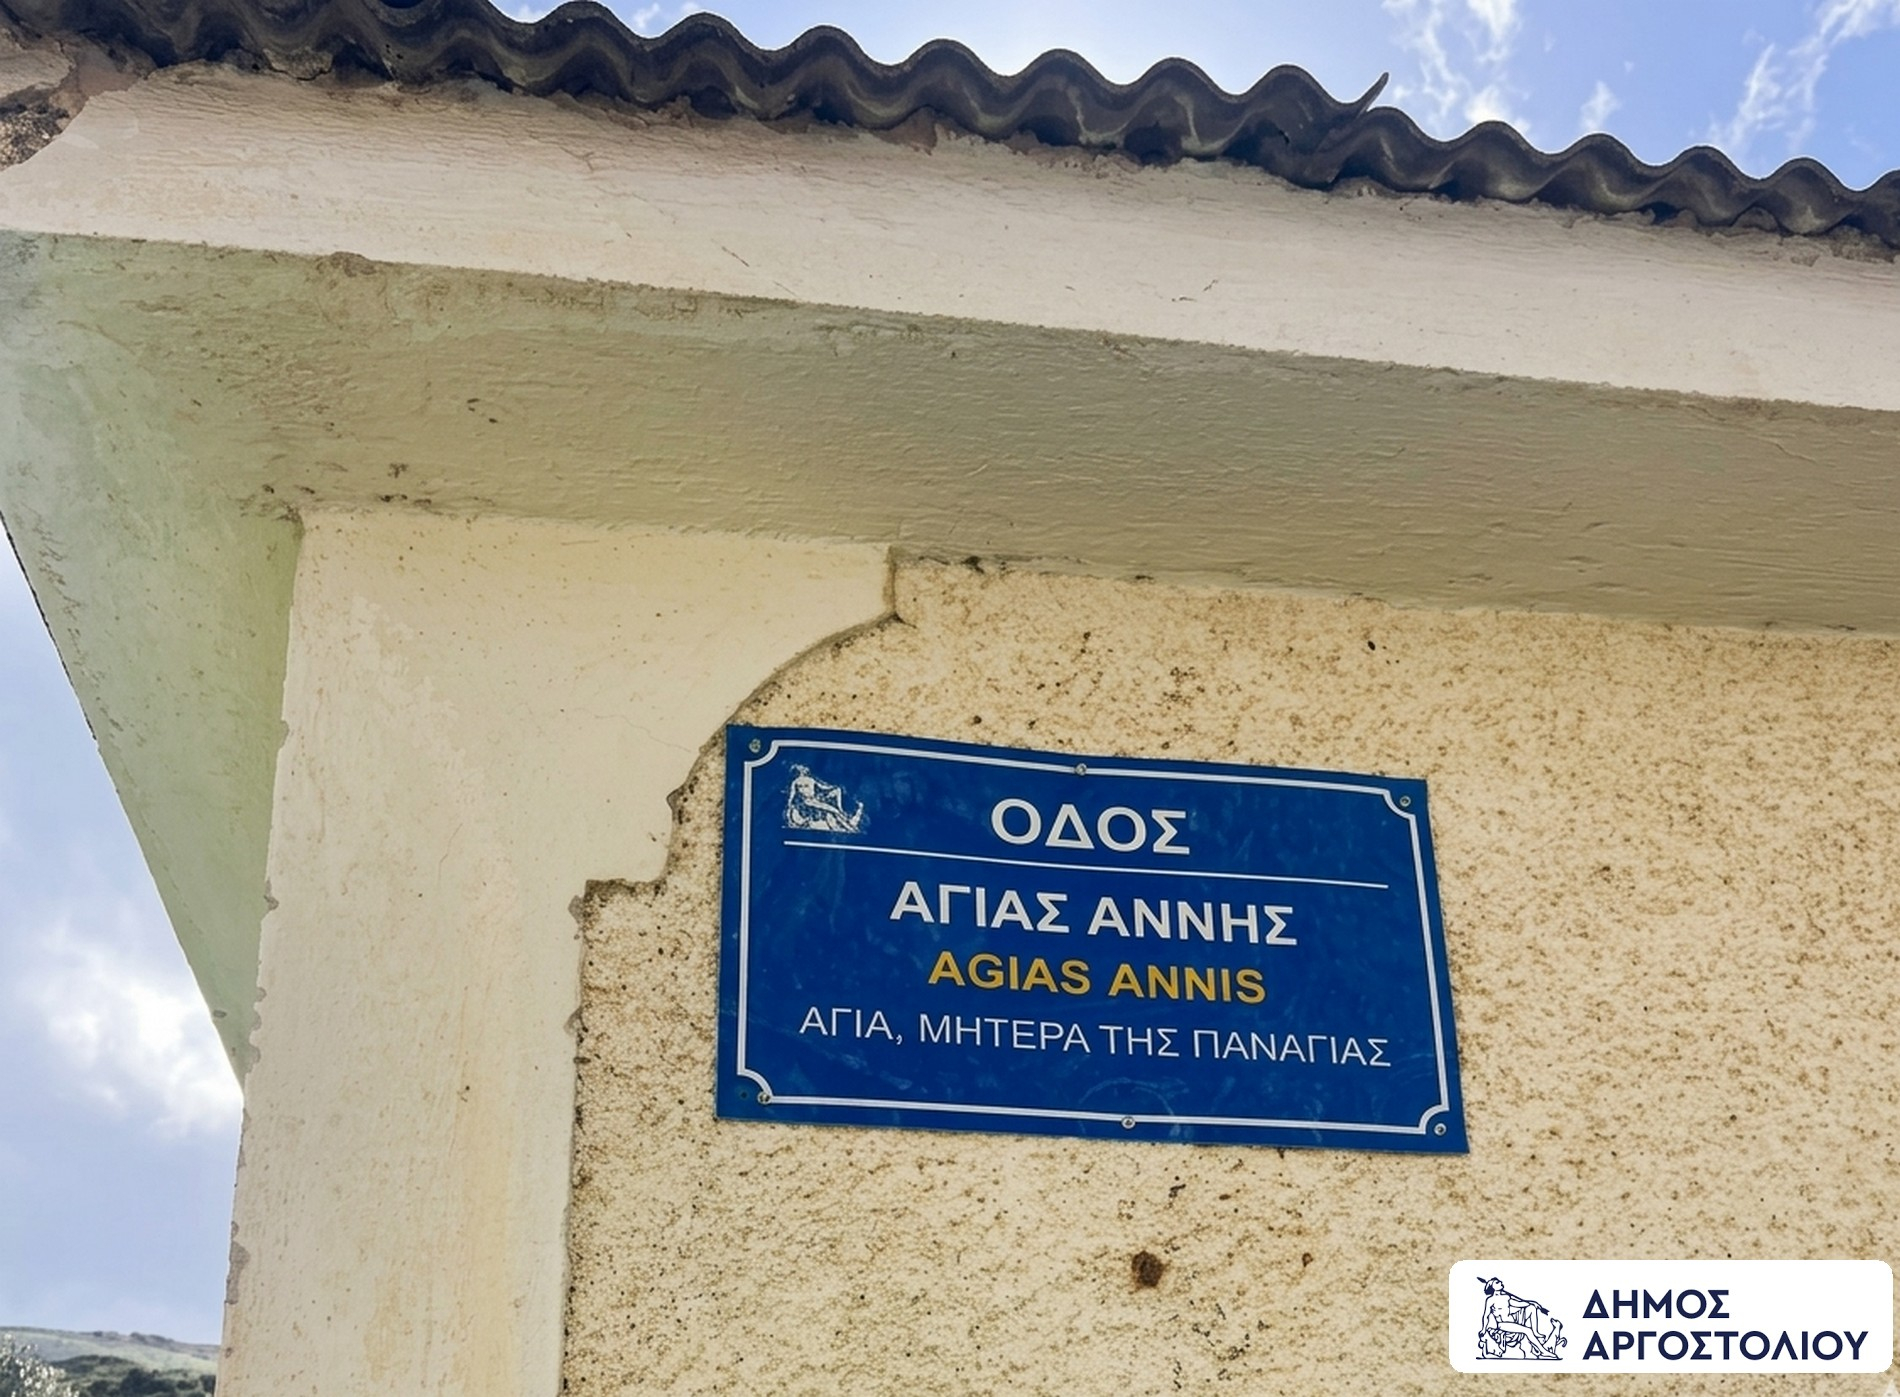 ΟΔΟΣ
ΑΓΙΑΣ ΑΝΝΗΣ
AGIAS ANNIS
ΑΓΙΑ, ΜΗΤΕΡΑ ΤΗΣ ΠΑΝΑΓΙΑΣ
ΔΗΜΟΣ
ΑΡΓΟΣΤΟΛΙΟΥ